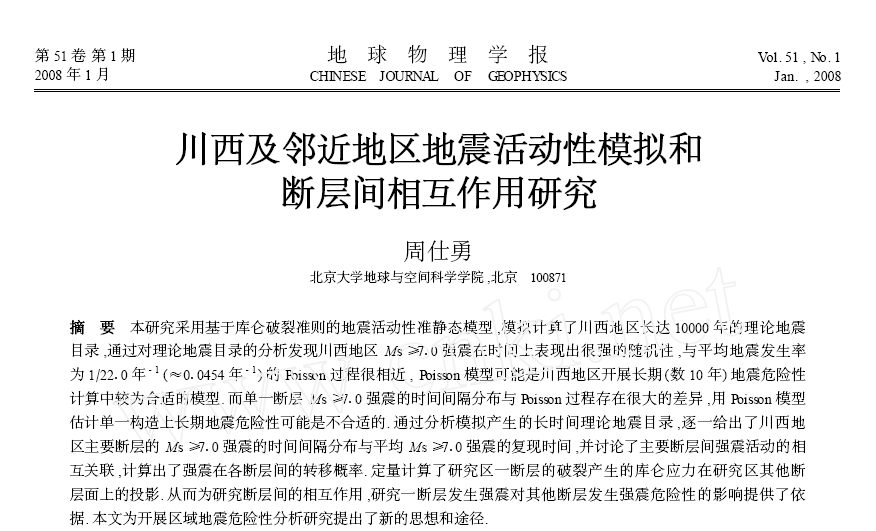 第 51 卷 第 1 期
2008 年 1 月
地 球 物 理 学 报
CHINESE JOURNAL OF GEOPHYSICS
Vol. 51 , No. 1
Jan. , 2008
川西及邻近地区地震活动性模拟和
断层间相互作用研究
周仕勇
北京大学地球与空间科学学院 ,北京 100871
摘 要 本研究采用基于库仑破裂准则的地震活动性准静态模型 ,模拟计算了川西地区长达 10000 年的理论地震
目录 ,通过对理论地震目录的分析发现川西地区 Ms ≥7. 0 强震在时间上表现出很强的随机性 ,与平均地震发生率
为 1/22. 0 年⁻¹ (≈0. 0454 年⁻¹) 的 Poisson 过程很相近 , Poisson 模型可能是川西地区开展长期 (数 10 年) 地震危险性
计算中较为合适的模型. 而单一断层 Ms ≥7. 0 强震的时间间隔分布与 Poisson 过程存在很大的差异 ,用 Poisson 模型
估计单一构造上长期地震危险性可能是不合适的. 通过分析模拟产生的长时间理论地震目录 ,逐一给出了川西地
区主要断层的 Ms ≥7. 0 强震的时间间隔分布与平均 Ms ≥7. 0 强震的复现时间 ,并讨论了主要断层间强震活动的相
互关联 ,计算出了强震在各断层间的转移概率. 定量计算了研究区一断层的破裂产生的库仑应力在研究区其他断
层面上的投影. 从而为研究断层间的相互作用 ,研究一断层发生强震对其他断层发生强震危险性的影响提供了依
据. 本文为开展区域地震危险性分析研究提出了新的思想和途径.
www.cnki.net